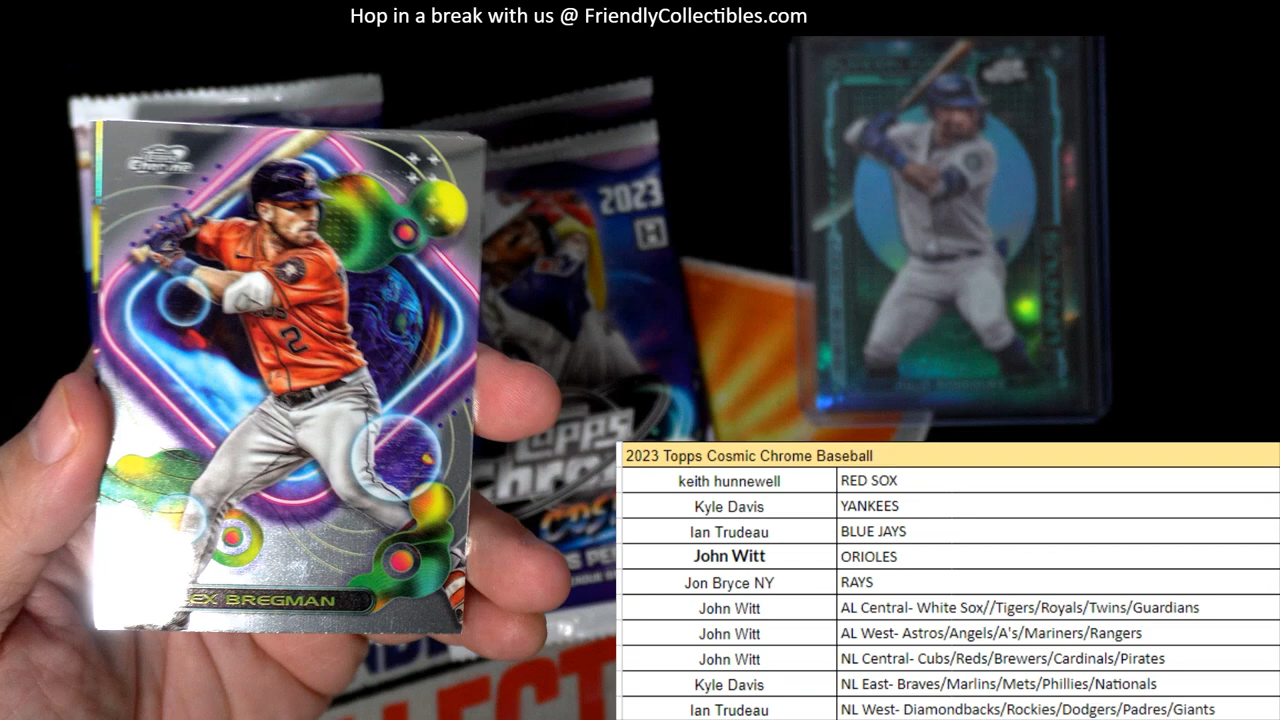 Hop in a break with us @ FriendlyCollectibles.com
Topps
Chrome
2
EX BREGMAN
2023
H
TOPPS
2023 Topps Cosmic Chrome Baseball
keith hunnewell RED SOX
Kyle Davis YANKEES
Ian Trudeau BLUE JAYS
John Witt ORIOLES
Jon Bryce NY RAYS
John Witt AL Central- White Sox//Tigers/Royals/Twins/Guardians
John Witt AL West- Astros/Angels/A's/Mariners/Rangers
John Witt NL Central- Cubs/Reds/Brewers/Cardinals/Pirates
Kyle Davis NL East- Braves/Marlins/Mets/Phillies/Nationals
Ian Trudeau NL West- Diamondbacks/Rockies/Dodgers/Padres/Giants